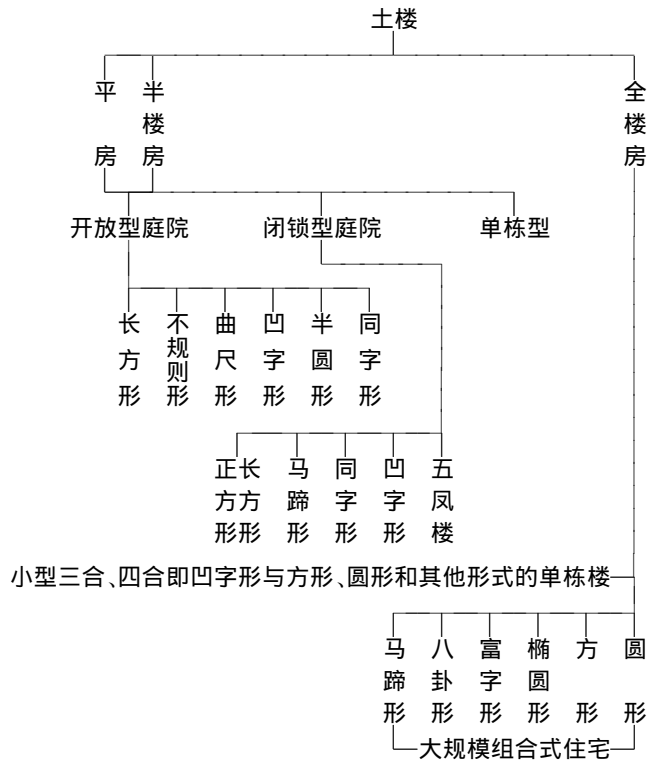 土楼
平房
半楼房
全楼房
开放型庭院
闭锁型庭院
单栋型
长方形
不规则形
曲尺形
凹字形
半圆形
同字形
正方形
长方形
马蹄形
同字形
凹字形
五凤楼
小型三合、四合即凹字形与方形、圆形和其他形式的单栋楼
马蹄形
八卦形
富字形
椭圆形
方形
圆形
大规模组合式住宅